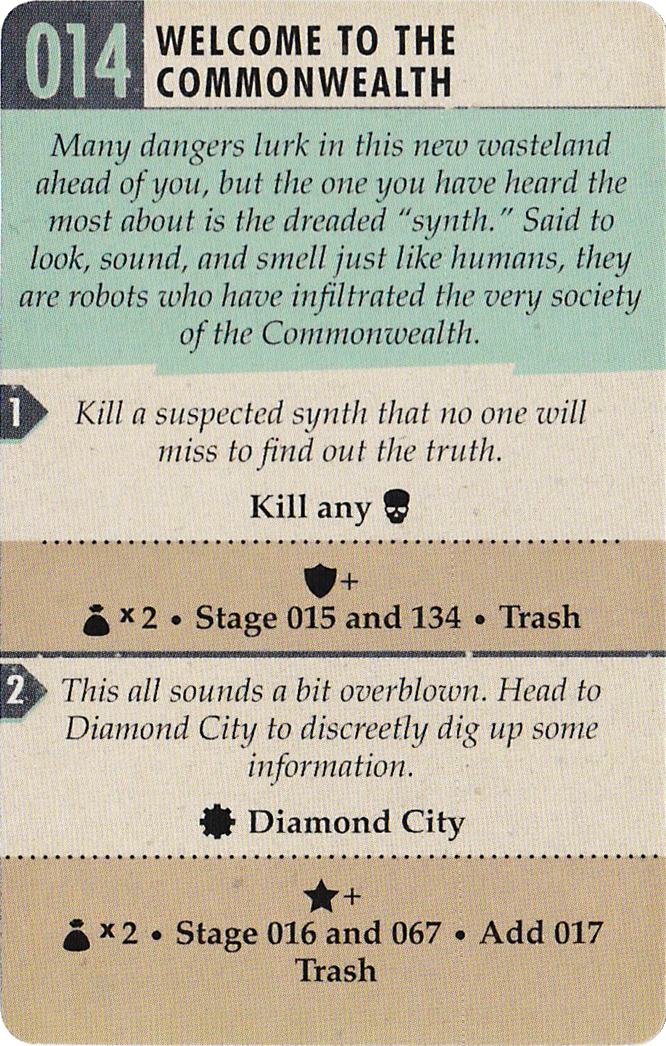 014
WELCOME TO THE
COMMONWEALTH
Many dangers lurk in this new wasteland
ahead of you, but the one you have heard the
most about is the dreaded “synth.” Said to
look, sound, and smell just like humans, they
are robots who have infiltrated the very society
of the Commonwealth.
1
Kill a suspected synth that no one will
miss to find out the truth.
Kill any
+
x 2 • Stage 015 and 134 • Trash
2
This all sounds a bit overblown. Head to
Diamond City to discreetly dig up some
information.
Diamond City
+
x 2 • Stage 016 and 067 • Add 017
Trash